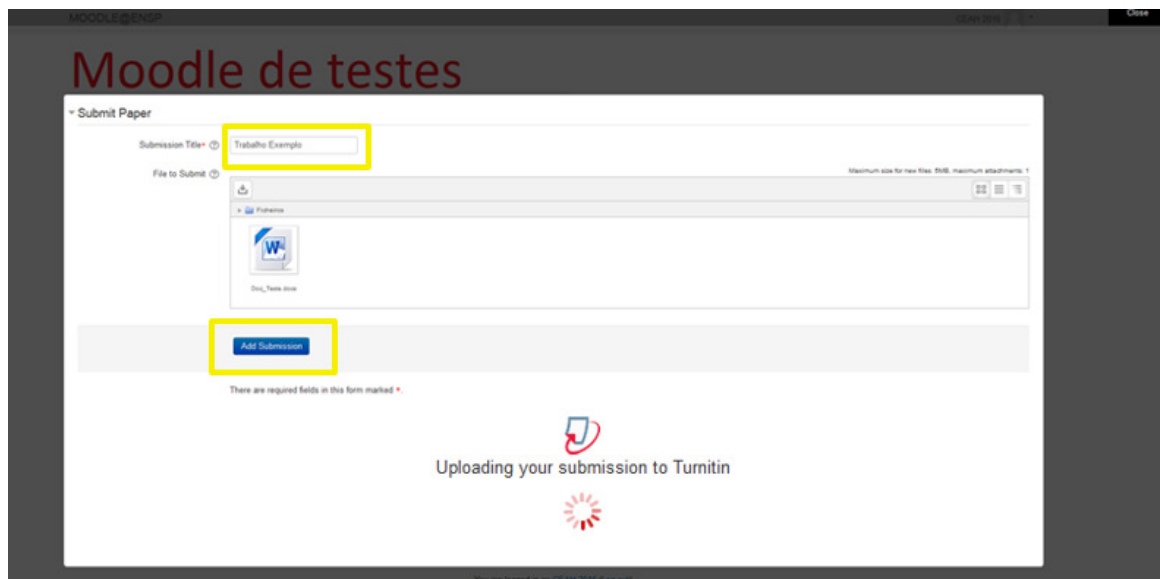 MOODLE@ENSP
CEAH 2016
Close
Moodle de testes
Submit Paper
Submission Title*
Trabalho Exemplo
File to Submit
Maximum size for new files: 5MB, maximum attachments: 1
Ficheiros
W
Doc_Teste.docx
Add Submission
There are required fields in this form marked *.
Uploading your submission to Turnitin